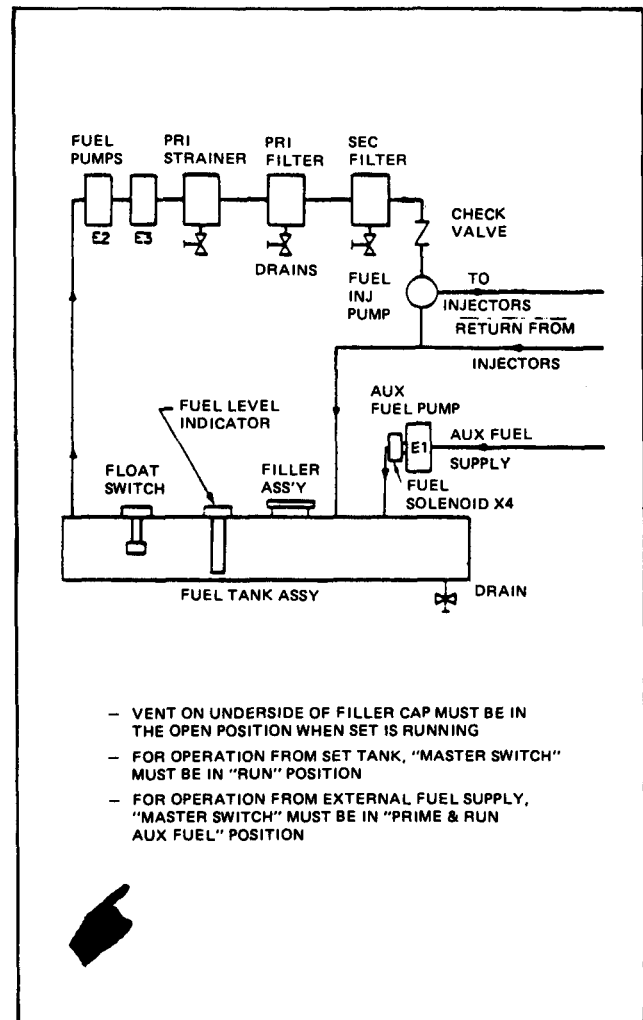 FUEL PUMPS
PRI STRAINER
PRI FILTER
SEC FILTER
E2
E3
DRAINS
CHECK VALVE
FUEL INJ PUMP
TO INJECTORS
RETURN FROM INJECTORS
AUX FUEL PUMP
E1
AUX FUEL SUPPLY
FUEL SOLENOID X4
FUEL LEVEL INDICATOR
FLOAT SWITCH
FILLER ASS'Y
FUEL TANK ASSY
DRAIN
– VENT ON UNDERSIDE OF FILLER CAP MUST BE IN
THE OPEN POSITION WHEN SET IS RUNNING
– FOR OPERATION FROM SET TANK, "MASTER SWITCH"
MUST BE IN "RUN" POSITION
– FOR OPERATION FROM EXTERNAL FUEL SUPPLY,
"MASTER SWITCH" MUST BE IN "PRIME & RUN
AUX FUEL" POSITION